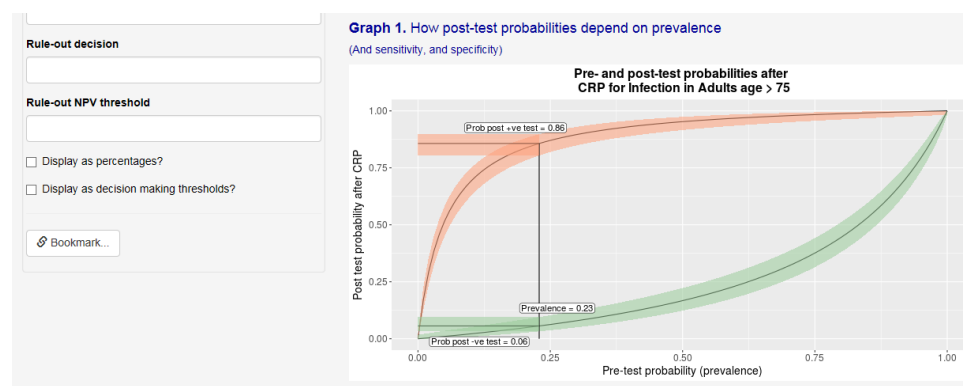 Rule-out decision
Rule-out NPV threshold
Display as percentages?
Display as decision making thresholds?
Bookmark...
Graph 1. How post-test probabilities depend on prevalence
(And sensitivity, and specificity)
Pre- and post-test probabilities after
CRP for Infection in Adults age > 75
Post test probability after CRP
1.00
0.75
0.50
0.25
0.00
Prob post +ve test = 0.86
Prevalence = 0.23
Prob post -ve test = 0.06
0.00 0.25 0.50 0.75 1.00
Pre-test probability (prevalence)